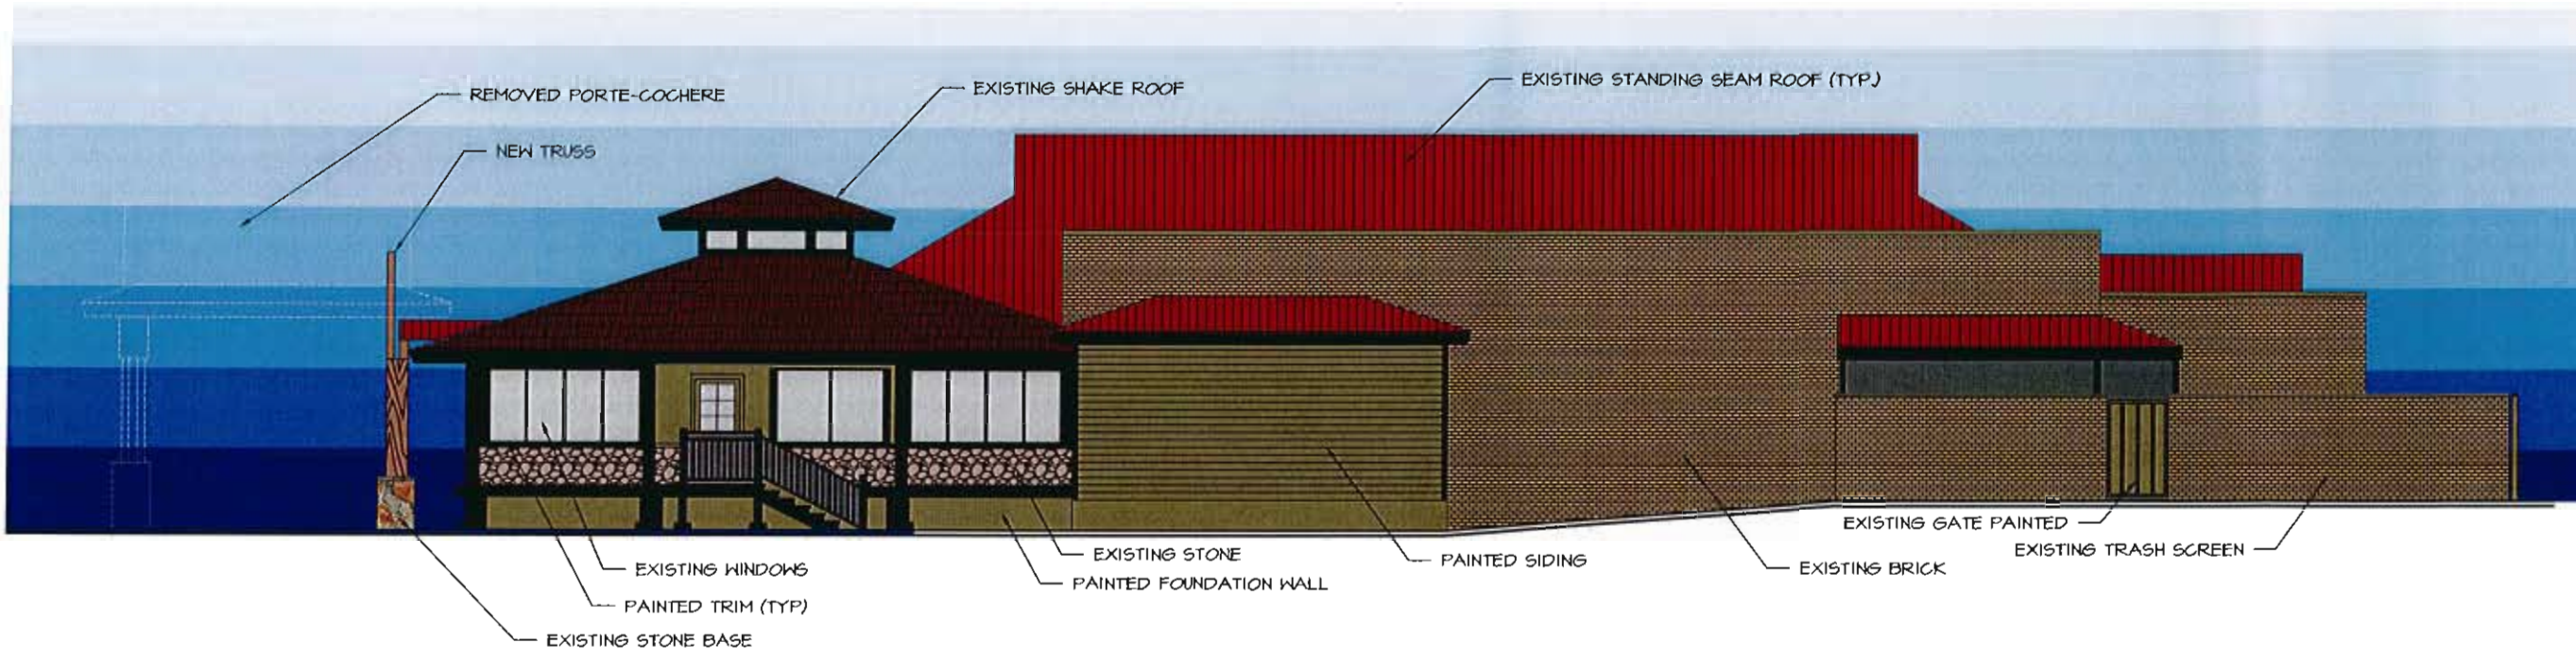 EXISTING STANDING SEAM ROOF (TYP.)
EXISTING SHAKE ROOF
REMOVED PORTE-COCHERE
NEW TRUSS
EXISTING GATE PAINTED
EXISTING TRASH SCREEN
EXISTING STONE
PAINTED SIDING
EXISTING BRICK
EXISTING WINDOWS
PAINTED FOUNDATION WALL
PAINTED TRIM (TYP)
EXISTING STONE BASE